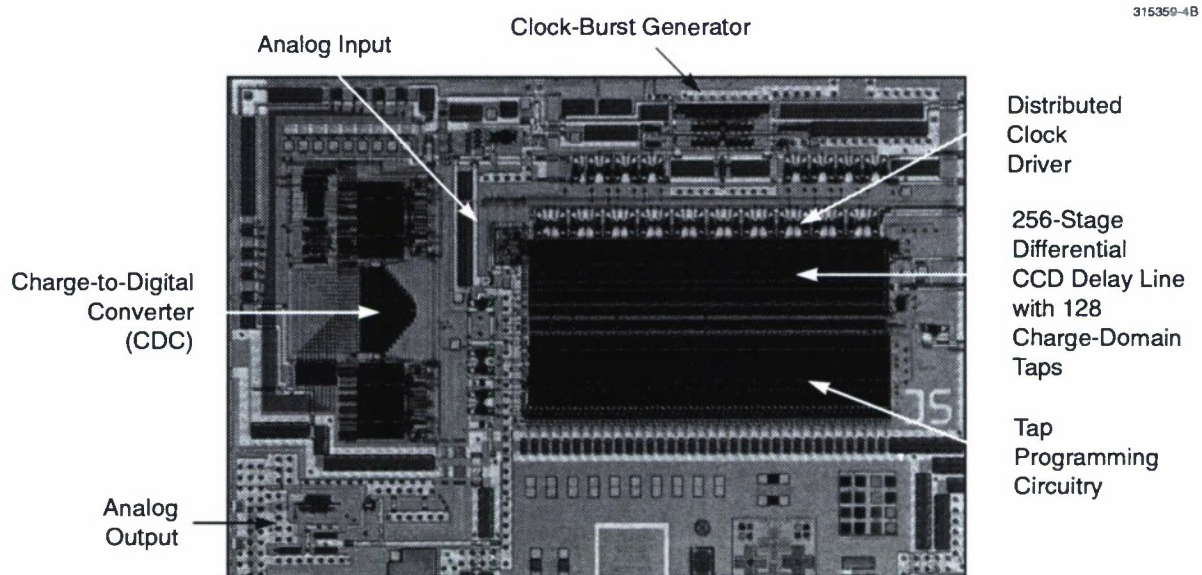 315359-4B
Clock-Burst Generator
Analog Input
Distributed
Clock
Driver
256-Stage
Differential
CCD Delay Line
with 128
Charge-Domain
Taps
Charge-to-Digital
Converter
(CDC)
Tap
Programming
Circuitry
Analog
Output